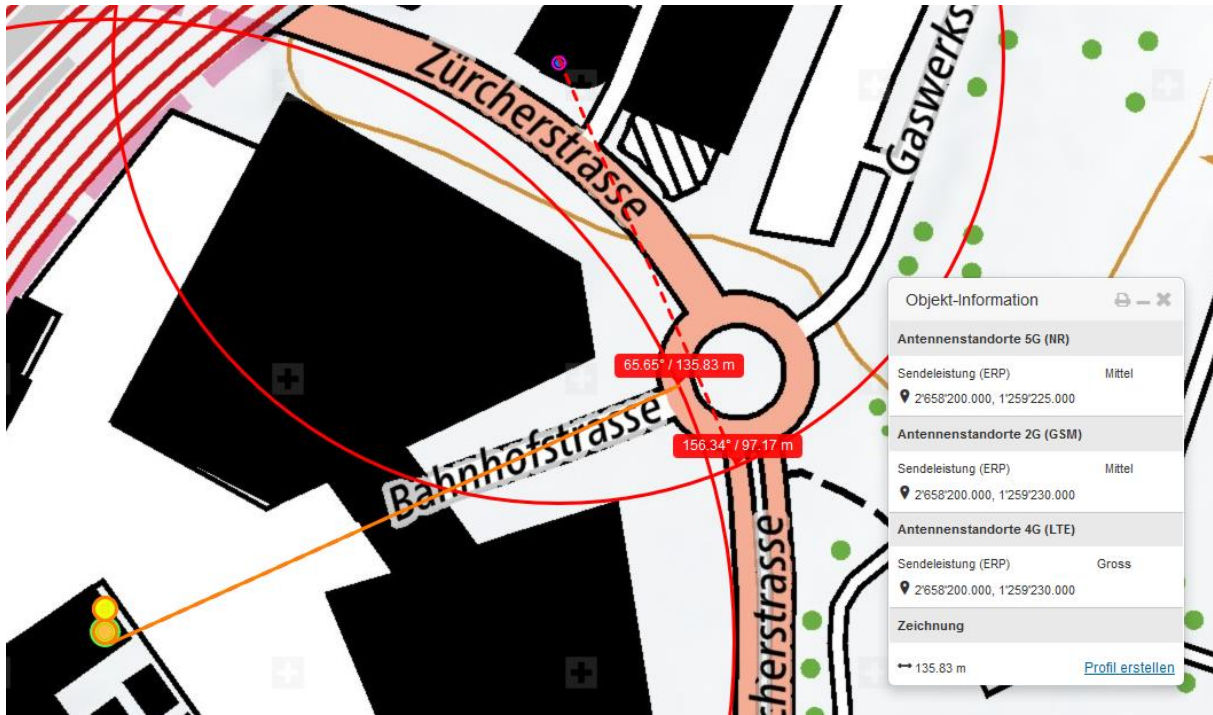 Zürcherstrasse
Gaswerks
65.65° / 135.83 m
156.34° / 97.17 m
Bahnhofstrasse
cherstrasse
Objekt-Information
Antennenstandorte 5G (NR)
Sendeleistung (ERP) Mittel
2'658'200.000, 1'259'225.000
Antennenstandorte 2G (GSM)
Sendeleistung (ERP) Mittel
2'658'200.000, 1'259'230.000
Antennenstandorte 4G (LTE)
Sendeleistung (ERP) Gross
2'658'200.000, 1'259'230.000
Zeichnung
135.83 m Profil erstellen